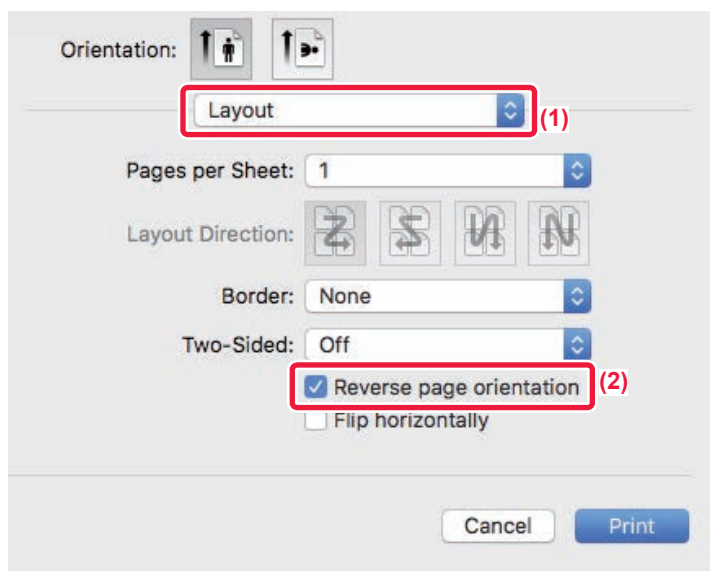 Orientation:
Layout
(1)
Pages per Sheet: 1
Layout Direction:
Border: None
Two-Sided: Off
Reverse page orientation
(2)
Flip horizontally
Cancel Print